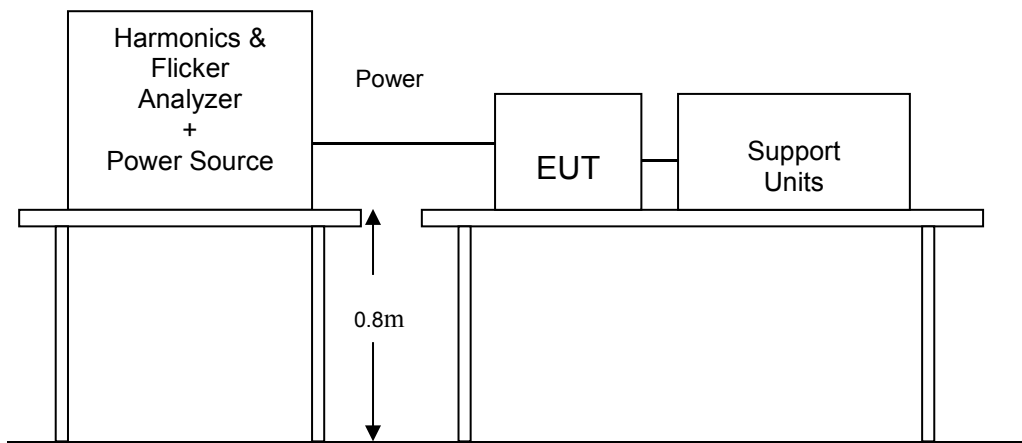 Harmonics &
Flicker
Analyzer
+
Power Source
Power
EUT
Support
Units
0.8m